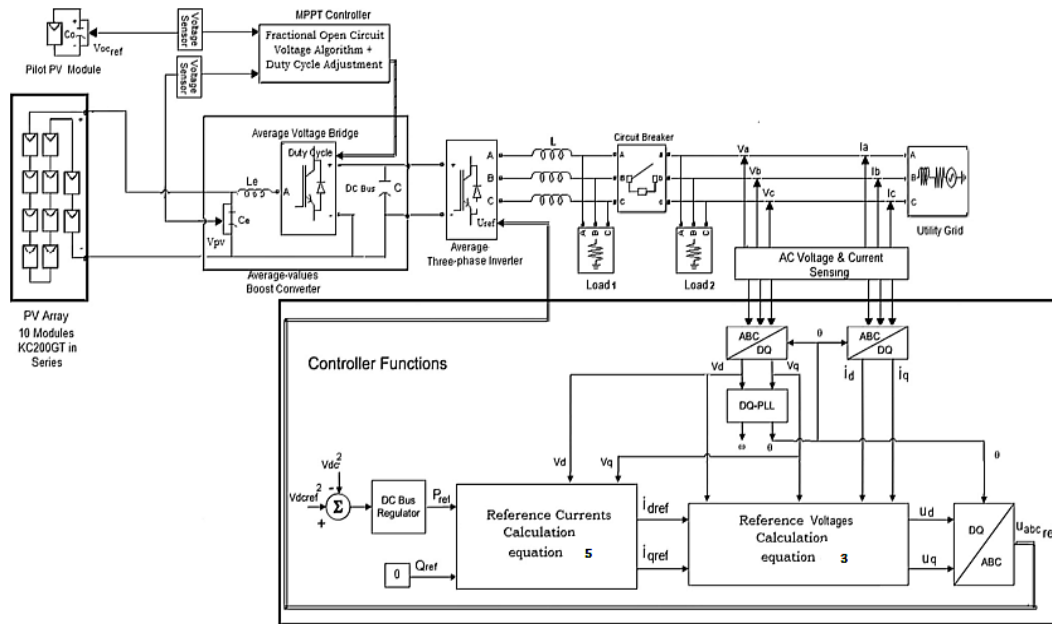 MPPT Controller
Fractional Open Circuit
Voltage Algorithm +
Duty Cycle Adjustment
Voltage
Sensor
Voltage
Sensor
+
Co
-
Voc ref
Pilot PV Module
PV Array
10 Modules
KC200GT in
Series
Average Voltage Bridge
Duty Cycle
Le
A
+
-
Ce
Vpv
DC Bus
C
Average-values
Boost Converter
+
-
A
B
C
Uref
Average
Three-phase Inverter
L
Circuit Breaker
A
B
C
a
b
c
A B C
Load 1
A B C
Load 2
Va
Vb
Vc
Ia
Ib
Ic
A
B
C
Utility Grid
AC Voltage & Current
Sensing
Controller Functions
ABC
DQ
θ
ABC
DQ
Vd
Vq
id
iq
DQ-PLL
ω
θ
θ
Vd
Vq
Vdc²
Vdcref²
-
+
Σ
DC Bus
Regulator
Pref
0
Qref
Reference Currents
Calculation
equation 5
idref
iqref
Reference Voltages
Calculation
equation 3
ud
uq
DQ
ABC
uabc re